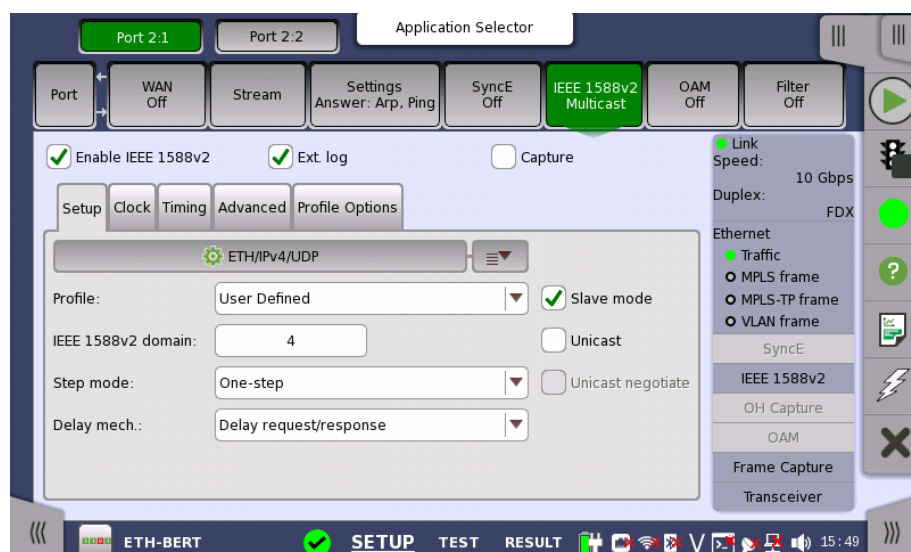 Port 2:1
Port 2:2
Application Selector
Port
WAN
Off
Stream
Settings
Answer: Arp, Ping
SyncE
Off
IEEE 1588v2
Multicast
OAM
Off
Filter
Off
Enable IEEE 1588v2
Ext. log
Capture
Setup
Clock
Timing
Advanced
Profile Options
ETH/IPv4/UDP
Profile:
User Defined
Slave mode
IEEE 1588v2 domain:
4
Unicast
Step mode:
One-step
Unicast negotiate
Delay mech.:
Delay request/response
Link
Speed:
10 Gbps
Duplex:
FDX
Ethernet
Traffic
MPLS frame
MPLS-TP frame
VLAN frame
SyncE
IEEE 1588v2
OH Capture
OAM
Frame Capture
Transceiver
ETH-BERT
SETUP
TEST
RESULT
15:49